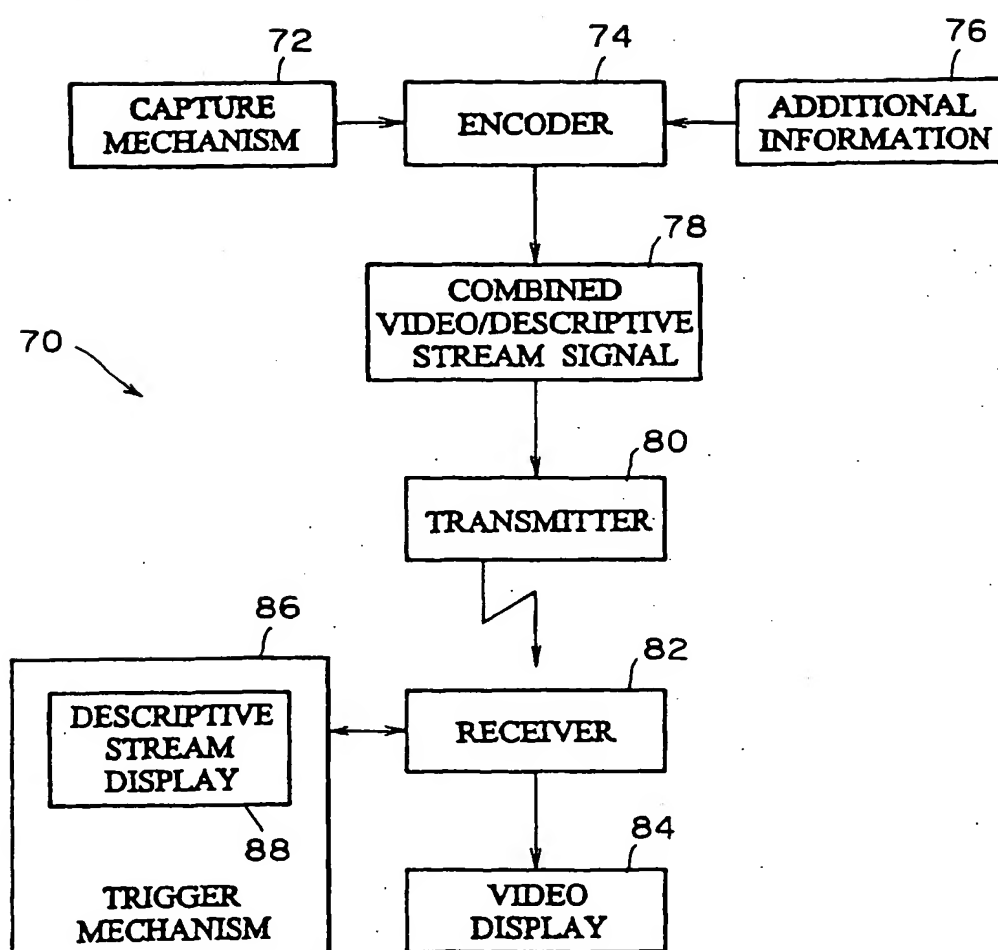 72
74
76
CAPTURE
MECHANISM
ENCODER
ADDITIONAL
INFORMATION
78
COMBINED
VIDEO/DESCRIPTIVE
STREAM SIGNAL
70
80
TRANSMITTER
86
82
DESCRIPTIVE
STREAM
DISPLAY
RECEIVER
88
84
TRIGGER
MECHANISM
VIDEO
DISPLAY